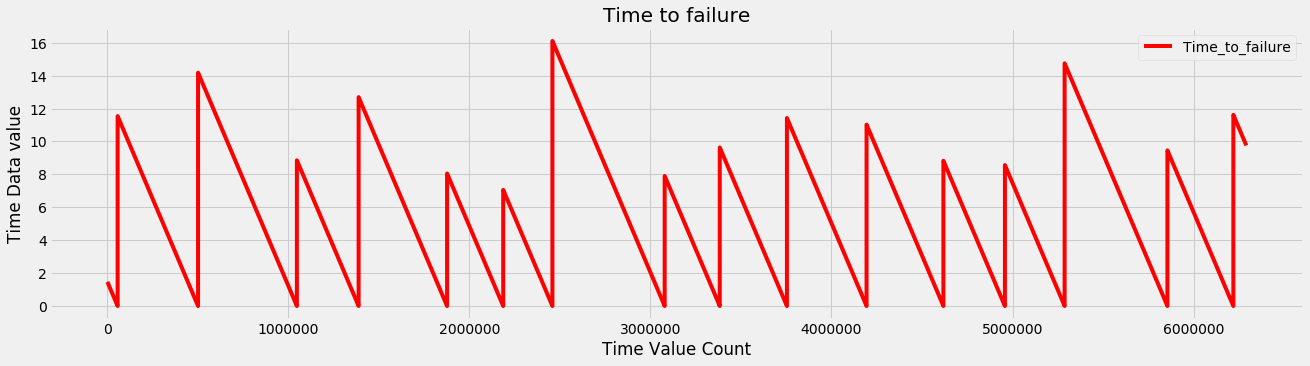 Time to failure
Time_to_failure
Time Data value
16
14
12
10
8
6
4
2
0
0 1000000 2000000 3000000 4000000 5000000 6000000
Time Value Count